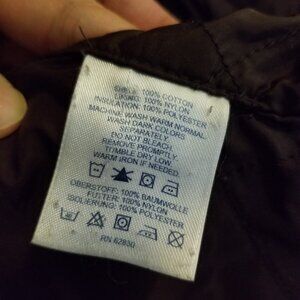 SHELL: 100% COTTON
LINING: 100% NYLON
INSULATION: 100% POLYESTER
MACHINE WASH WARM NORMAL
WASH DARK COLORS
SEPARATELY.
DO NOT BLEACH.
REMOVE PROMPTLY
TUMBLE DRY LOW.
WARM IRON IF NEEDED.
OBERSTOFF: 100% BAUMWOLLE
FUTTER: 100% NYLON
ISOLIERUNG: 100% POLYESTER
RN 62830